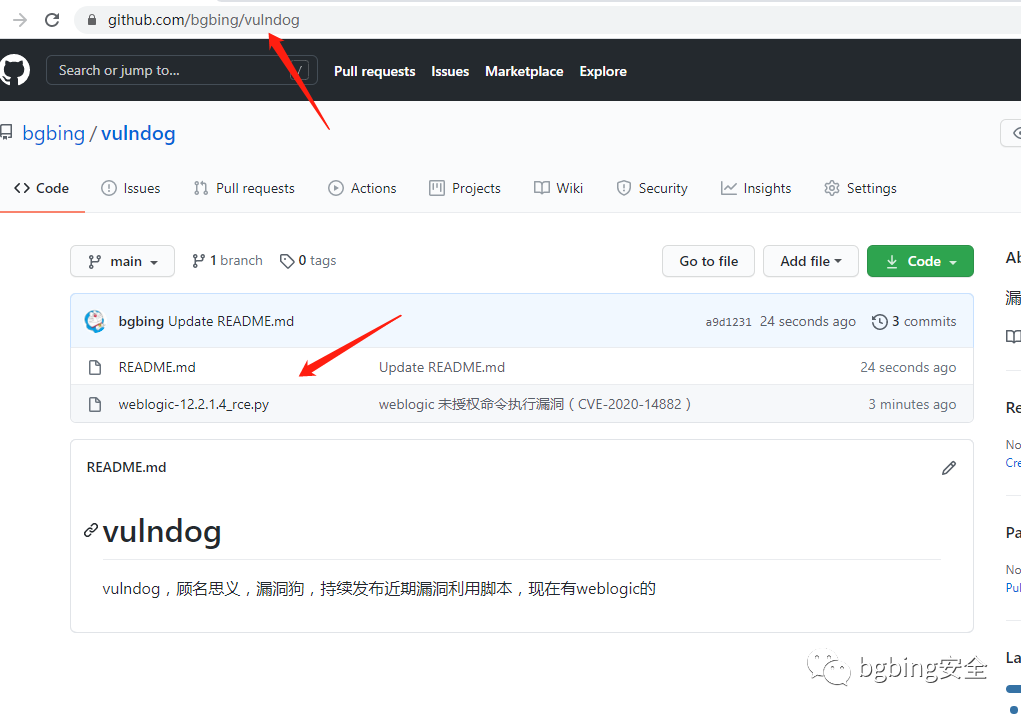 github.com/bgbing/vulndog
Search or jump to... /
Pull requests Issues Marketplace Explore
bgbing / vulndog
<> Code Issues Pull requests Actions Projects Wiki Security Insights Settings
main 1 branch 0 tags Go to file Add file Code
bgbing Update README.md a9d1231 24 seconds ago 3 commits
README.md Update README.md 24 seconds ago
weblogic-12.2.1.4_rce.py weblogic 未授权命令执行漏洞（CVE-2020-14882） 3 minutes ago
README.md
vulndog
vulndog，顾名思义，漏洞狗，持续发布近期漏洞利用脚本，现在有weblogic的
Ab
漏
Re
No
Cre
Pa
No
Pul
La
bgbing安全